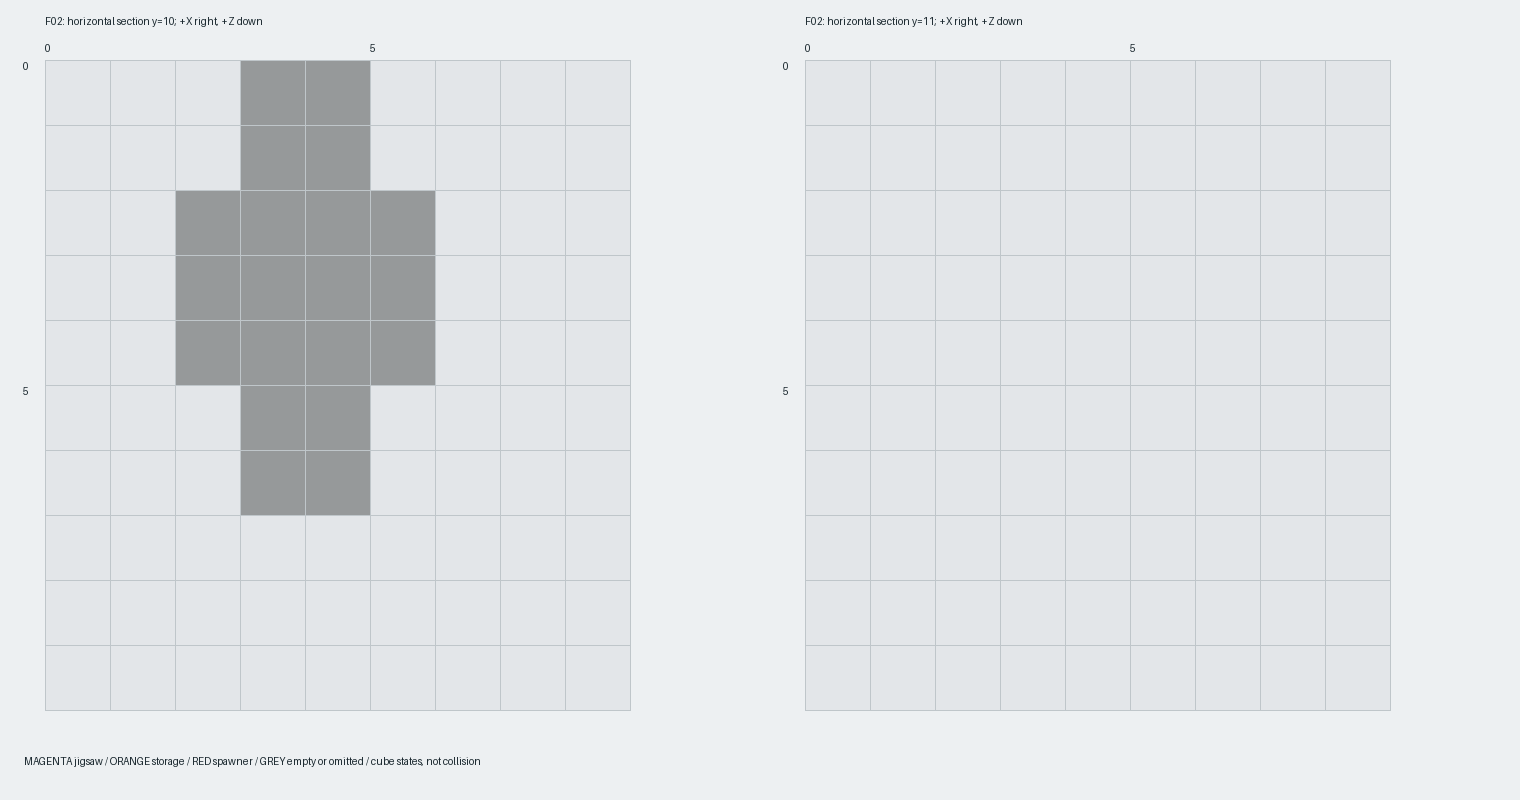 F02: horizontal section y=10; +X right, +Z down
F02: horizontal section y=11; +X right, +Z down
0 5
0 5
0
0
5
5
MAGENTA jigsaw / ORANGE storage / RED spawner / GREY empty or omitted / cube states, not collision